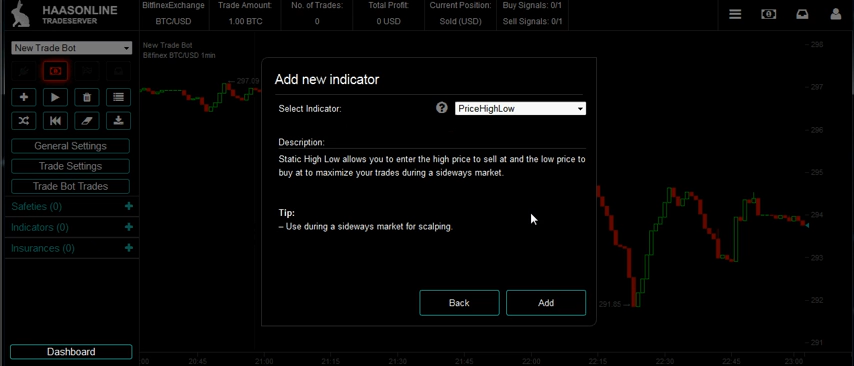 HAASONLINE
TRADESERVER
BitfinexExchange
BTC/USD
Trade Amount:
1.00 BTC
No. of Trades:
0
Total Profit:
0 USD
Current Position:
Sold (USD)
Buy Signals: 0/1
Sell Signals: 0/1
New Trade Bot
General Settings
Trade Settings
Trade Bot Trades
Safeties (0)
Indicators (0)
Insurances (0)
Dashboard
New Trade Bot
Bitfinex BTC/USD 1min
Add new indicator
Select Indicator:
PriceHighLow
Description:
Static High Low allows you to enter the high price to sell at and the low price to
buy at to maximize your trades during a sideways market.
Tip:
– Use during a sideways market for scalping.
Back
Add
291.85
298
297
296
295
294
293
292
291
20:45
21:00
21:15
21:30
21:45
22:00
22:15
22:30
22:45
23:00